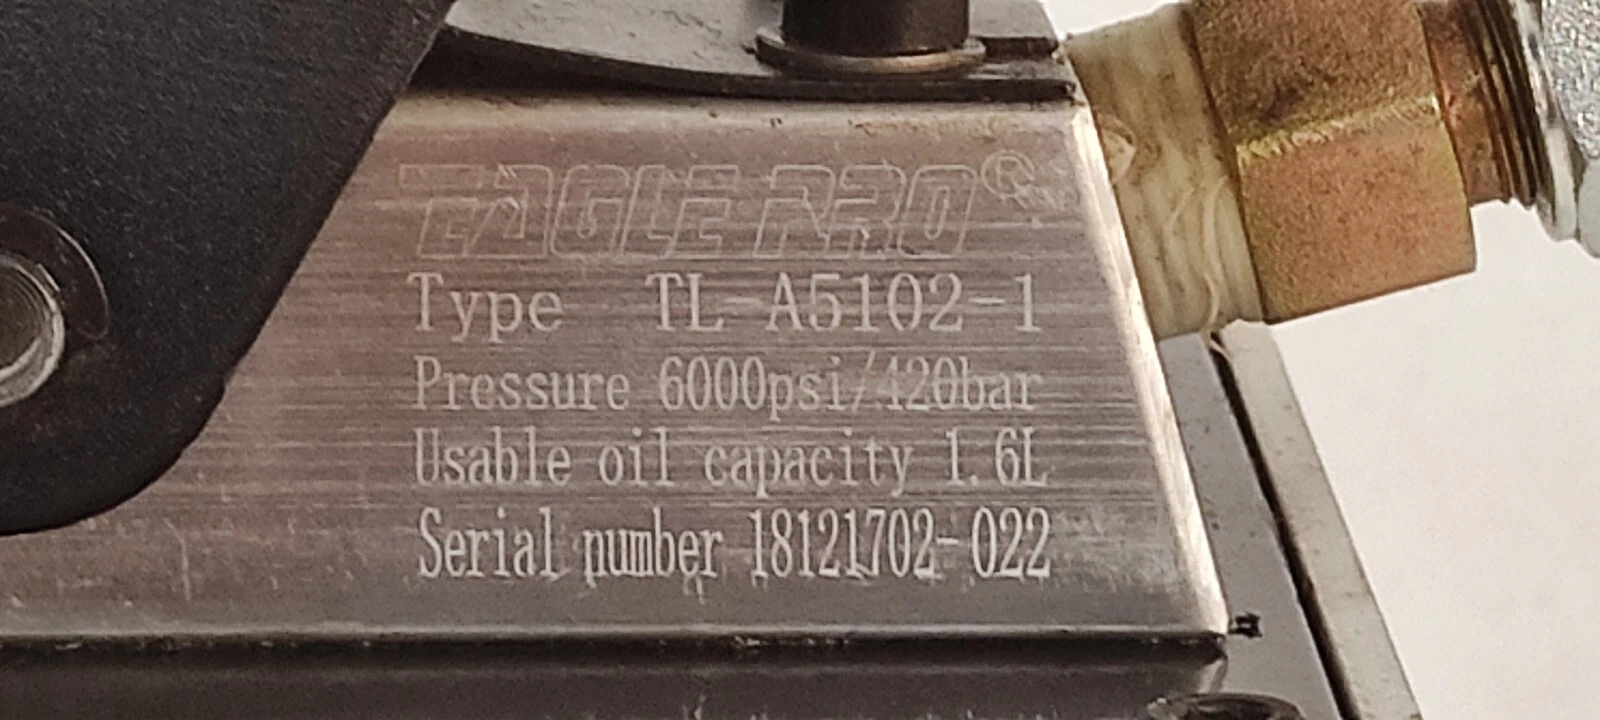 EAGLE PRO®
Type TL-A5102-1
Pressure 6000psi/420bar
Usable oil capacity 1.6L
Serial number 18121702-022